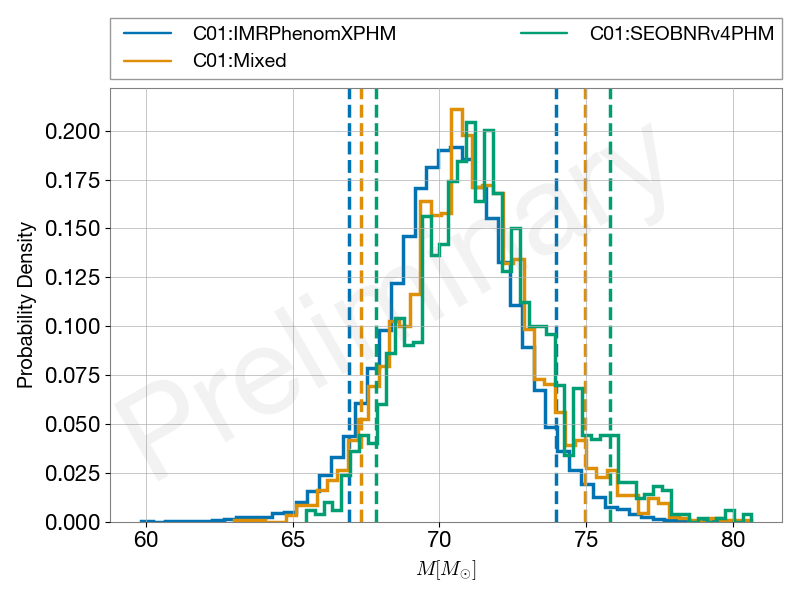 C01:IMRPhenomXPHM
C01:Mixed
C01:SEOBNRv4PHM
Probability Density
0.200
0.175
0.150
0.125
0.100
0.075
0.050
0.025
0.000
60 65 70 75 80
M[M⊙]
Preliminary